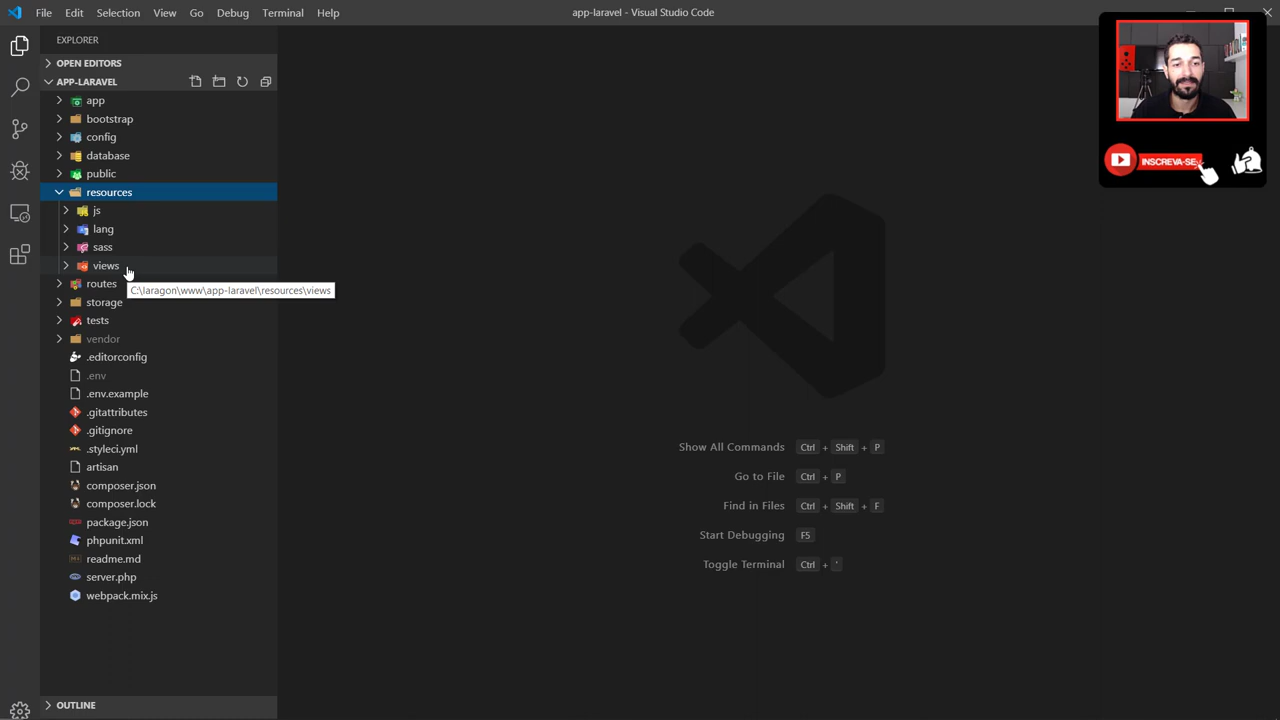 File Edit Selection View Go Debug Terminal Help
app-laravel - Visual Studio Code
EXPLORER
OPEN EDITORS
APP-LARAVEL
app
bootstrap
config
database
public
resources
js
lang
sass
views
C:\laragon\www\app-laravel\resources\views
routes
storage
tests
vendor
.editorconfig
.env
.env.example
.gitattributes
.gitignore
.styleci.yml
artisan
composer.json
composer.lock
package.json
phpunit.xml
readme.md
server.php
webpack.mix.js
OUTLINE
Show All Commands Ctrl + Shift + P
Go to File Ctrl + P
Find in Files Ctrl + Shift + F
Start Debugging F5
Toggle Terminal Ctrl + '
INSCREVA-SE